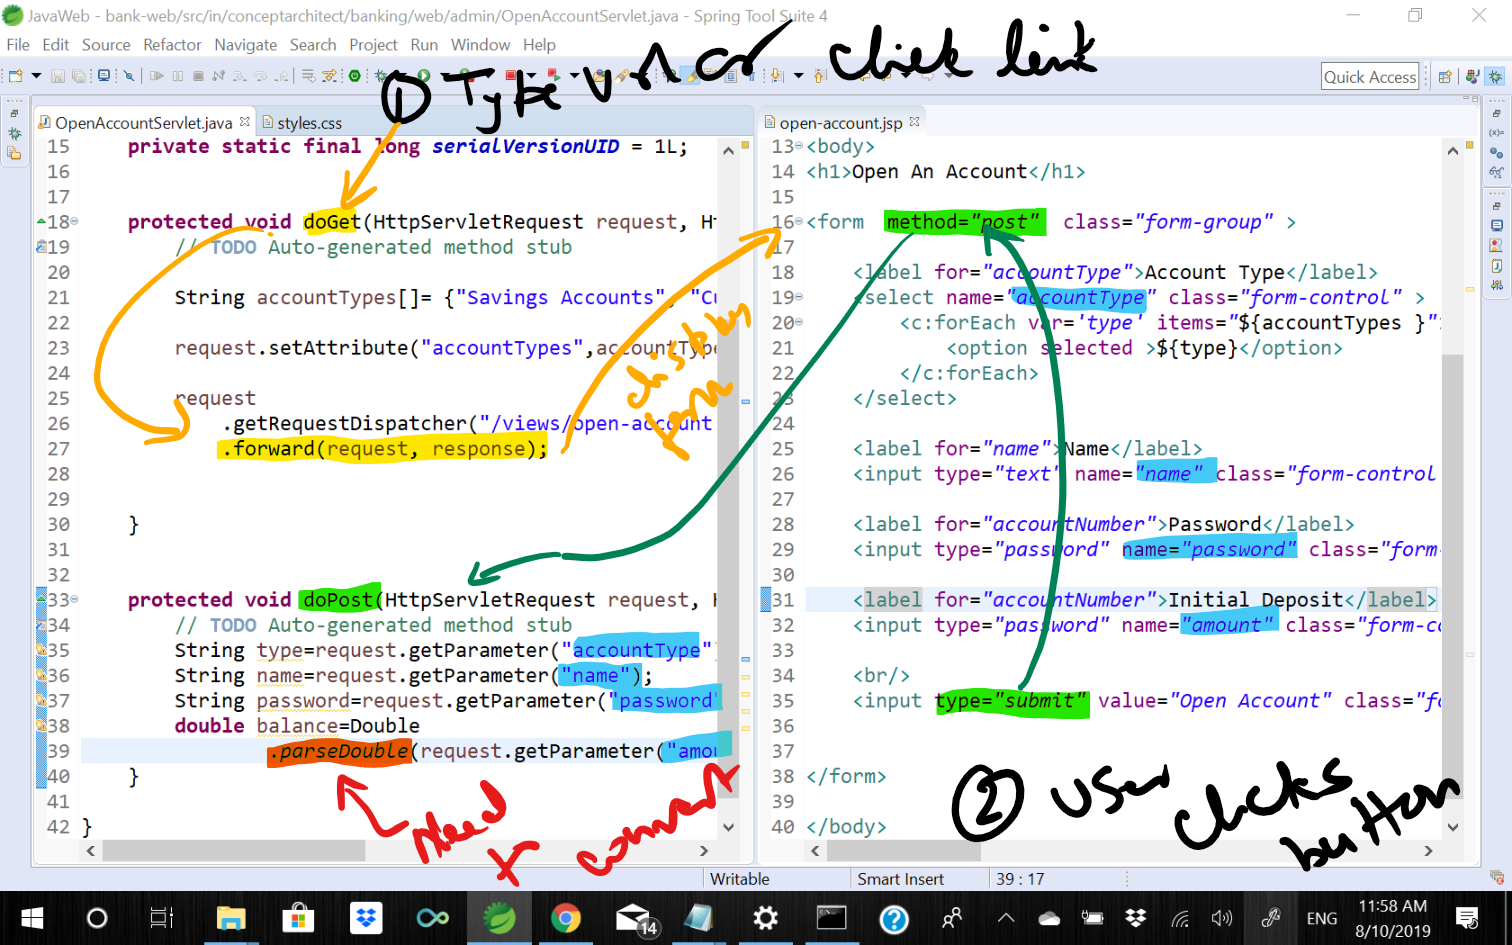 JavaWeb - bank-web/src/in/conceptarchitect/banking/web/admin/OpenAccountServlet.java - Spring Tool Suite 4
File Edit Source Refactor Navigate Search Project Run Window Help
① Type Url or click link
Quick Access
OpenAccountServlet.java styles.css
15 private static final long serialVersionUID = 1L;
16
17
18 protected void doGet(HttpServletRequest request, Ht
19 // TODO Auto-generated method stub
20
21 String accountTypes[]= {"Savings Accounts", "Cu
22
23 request.setAttribute("accountTypes",accountType
24
25 request
26 .getRequestDispatcher("/views/open-account
27 .forward(request, response);
28
29
30 }
31
32
33 protected void doPost(HttpServletRequest request, H
34 // TODO Auto-generated method stub
35 String type=request.getParameter("accountType"
36 String name=request.getParameter("name");
37 String password=request.getParameter("password"
38 double balance=Double
39 .parseDouble(request.getParameter("amou
40 }
41
42 }
display
form
Need
to convert
open-account.jsp
13 <body>
14 <h1>Open An Account</h1>
15
16 <form method="post" class="form-group" >
17
18 <label for="accountType">Account Type</label>
19 <select name="accountType" class="form-control" >
20 <c:forEach var='type' items="${accountTypes }"
21 <option selected >${type}</option>
22 </c:forEach>
23 </select>
24
25 <label for="name">Name</label>
26 <input type="text" name="name" class="form-control
27
28 <label for="accountNumber">Password</label>
29 <input type="password" name="password" class="form-
30
31 <label for="accountNumber">Initial Deposit</label>
32 <input type="password" name="amount" class="form-co
33
34 <br/>
35 <input type="submit" value="Open Account" class="fo
36
37
38 </form>
39
40 </body>
② User clicks
button
Writable Smart Insert 39 : 17
14 ENG 11:58 AM
8/10/2019